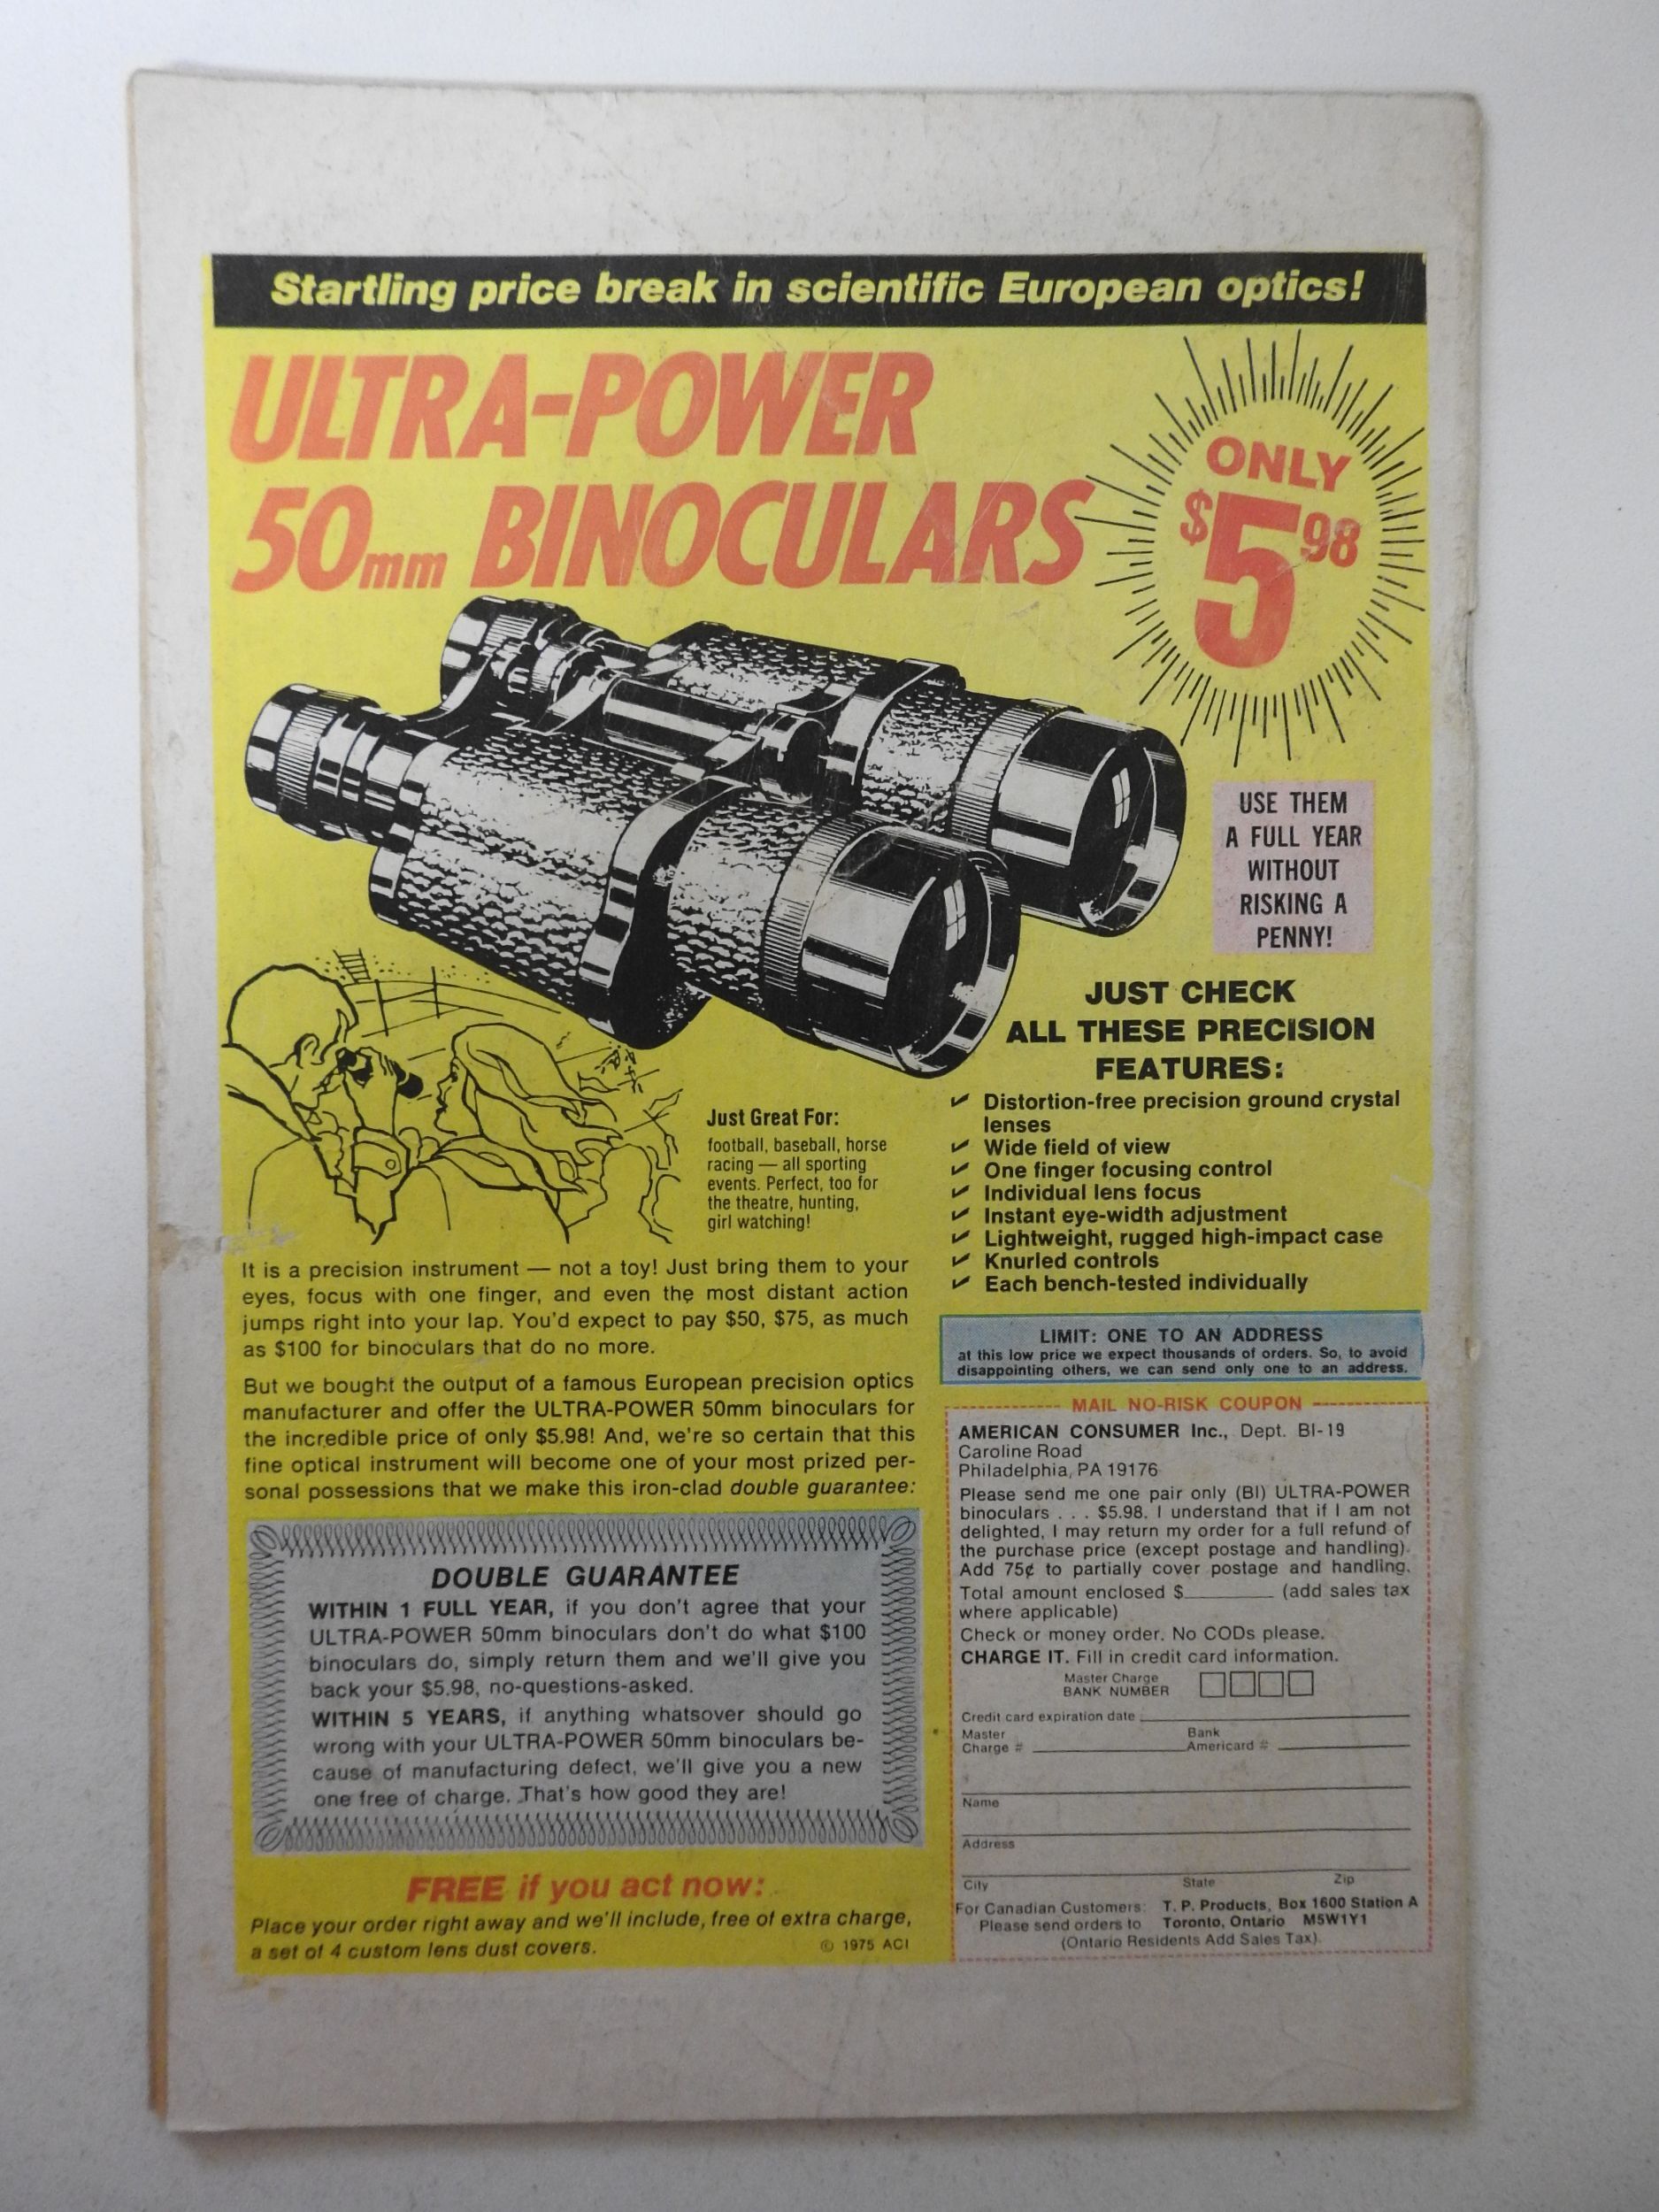 Startling price break in scientific European optics!
ULTRA-POWER
50mm BINOCULARS
ONLY
$5 98
USE THEM
A FULL YEAR
WITHOUT
RISKING A
PENNY!
JUST CHECK
ALL THESE PRECISION
FEATURES:
✔ Distortion-free precision ground crystal
lenses
✔ Wide field of view
✔ One finger focusing control
✔ Individual lens focus
✔ Instant eye-width adjustment
✔ Lightweight, rugged high-impact case
✔ Knurled controls
✔ Each bench-tested individually
Just Great For:
football, baseball, horse
racing — all sporting
events. Perfect, too for
the theatre, hunting,
girl watching!
It is a precision instrument — not a toy! Just bring them to your
eyes, focus with one finger, and even the most distant action
jumps right into your lap. You'd expect to pay $50, $75, as much
as $100 for binoculars that do no more.
But we bought the output of a famous European precision optics
manufacturer and offer the ULTRA-POWER 50mm binoculars for
the incredible price of only $5.98! And, we're so certain that this
fine optical instrument will become one of your most prized per-
sonal possessions that we make this iron-clad double guarantee:
DOUBLE GUARANTEE
WITHIN 1 FULL YEAR, if you don't agree that your
ULTRA-POWER 50mm binoculars don't do what $100
binoculars do, simply return them and we'll give you
back your $5.98, no-questions-asked.
WITHIN 5 YEARS, if anything whatsover should go
wrong with your ULTRA-POWER 50mm binoculars be-
cause of manufacturing defect, we'll give you a new
one free of charge. That's how good they are!
FREE if you act now:
Place your order right away and we'll include, free of extra charge,
a set of 4 custom lens dust covers.
© 1975 ACI
LIMIT: ONE TO AN ADDRESS
at this low price we expect thousands of orders. So, to avoid
disappointing others, we can send only one to an address.
MAIL NO-RISK COUPON
AMERICAN CONSUMER Inc., Dept. BI-19
Caroline Road
Philadelphia, PA 19176
Please send me one pair only (BI) ULTRA-POWER
binoculars . . . $5.98. I understand that if I am not
delighted, I may return my order for a full refund of
the purchase price (except postage and handling).
Add 75¢ to partially cover postage and handling.
Total amount enclosed $________ (add sales tax
where applicable)
Check or money order. No CODs please.
CHARGE IT. Fill in credit card information.
Master Charge
BANK NUMBER
Credit card expiration date
Master Charge #
Bank Americard #
Name
Address
City State Zip
For Canadian Customers: T. P. Products, Box 1600 Station A
Please send orders to Toronto, Ontario M5W1Y1
(Ontario Residents Add Sales Tax)